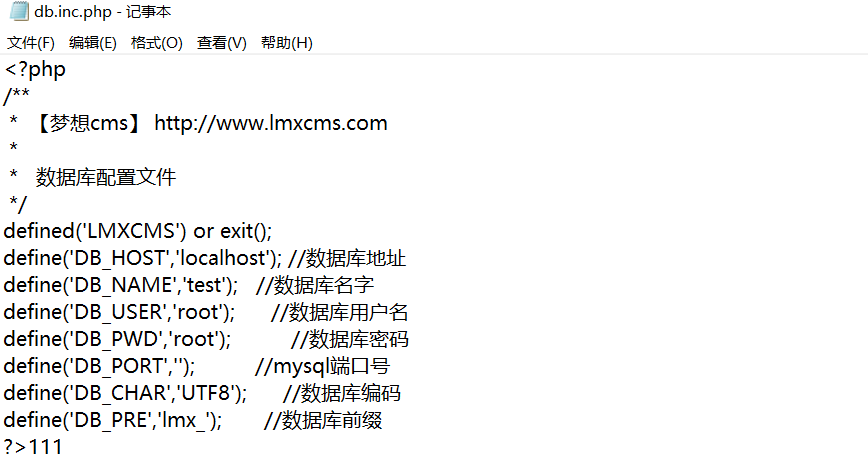 db.inc.php - 记事本
文件(F) 编辑(E) 格式(O) 查看(V) 帮助(H)
<?php
/**
 * 【梦想cms】 http://www.lmxcms.com
 *
 *   数据库配置文件
 */
defined('LMXCMS') or exit();
define('DB_HOST','localhost'); //数据库地址
define('DB_NAME','test');   //数据库名字
define('DB_USER','root');      //数据库用户名
define('DB_PWD','root');          //数据库密码
define('DB_PORT','');          //mysql端口号
define('DB_CHAR','UTF8');      //数据库编码
define('DB_PRE','lmx_');       //数据库前缀
?>111